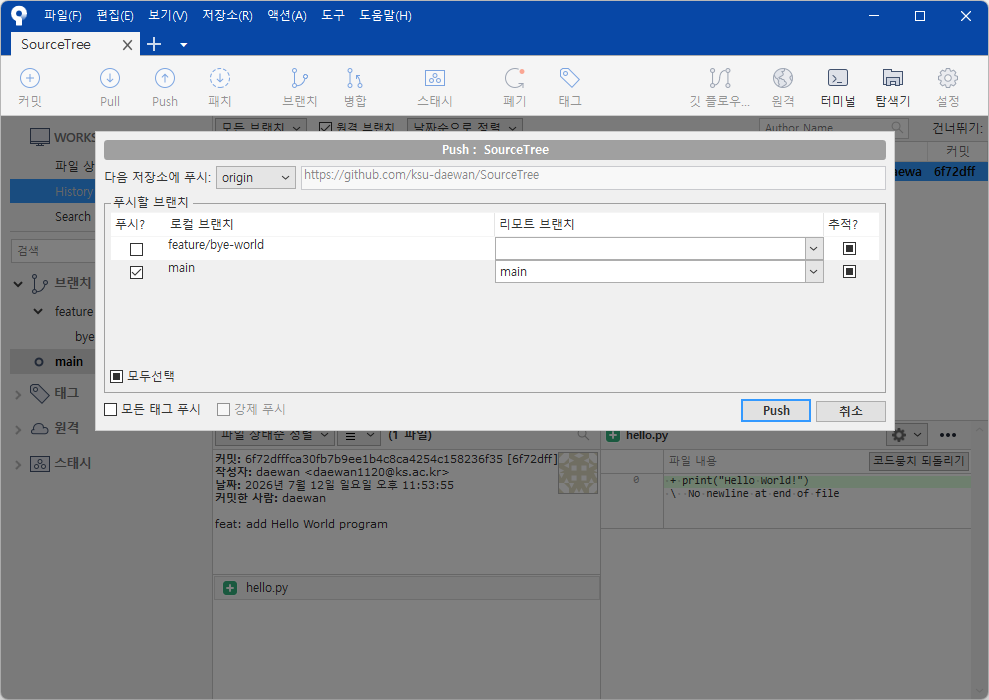 파일(F) 편집(E) 보기(V) 저장소(R) 액션(A) 도구 도움말(H)
SourceTree
커밋 Pull Push 패치 브랜치 병합 스태시 폐기 태그 깃 플로우... 원격 터미널 탐색기 설정
모든 브랜치 원격 브랜치 날짜순으로 정렬 Author Name 건너뛰기:
WORKS
커밋
Push : SourceTree
파일 상
다음 저장소에 푸시: origin https://github.com/ksu-daewan/SourceTree
aewa 6f72dff
History
푸시할 브랜치
Search
푸시? 로컬 브랜치 리모트 브랜치 추적?
검색
feature/bye-world
main main
브랜치
feature
bye
main
모두선택
태그
모든 태그 푸시 강제 푸시 Push 취소
원격
파일 상태순 정렬 (1 파일) hello.py
커밋: 6f72dfffca30fb7b9ee1b4c8ca4254c158236f35 [6f72dff] 파일 내용 코드뭉치 되돌리기
스태시
작성자: daewan <daewan1120@ks.ac.kr>
날짜: 2026년 7월 12일 일요일 오후 11:53:55 0 + print("Hello World!")
커밋한 사람: daewan \ No newline at end of file
feat: add Hello World program
hello.py